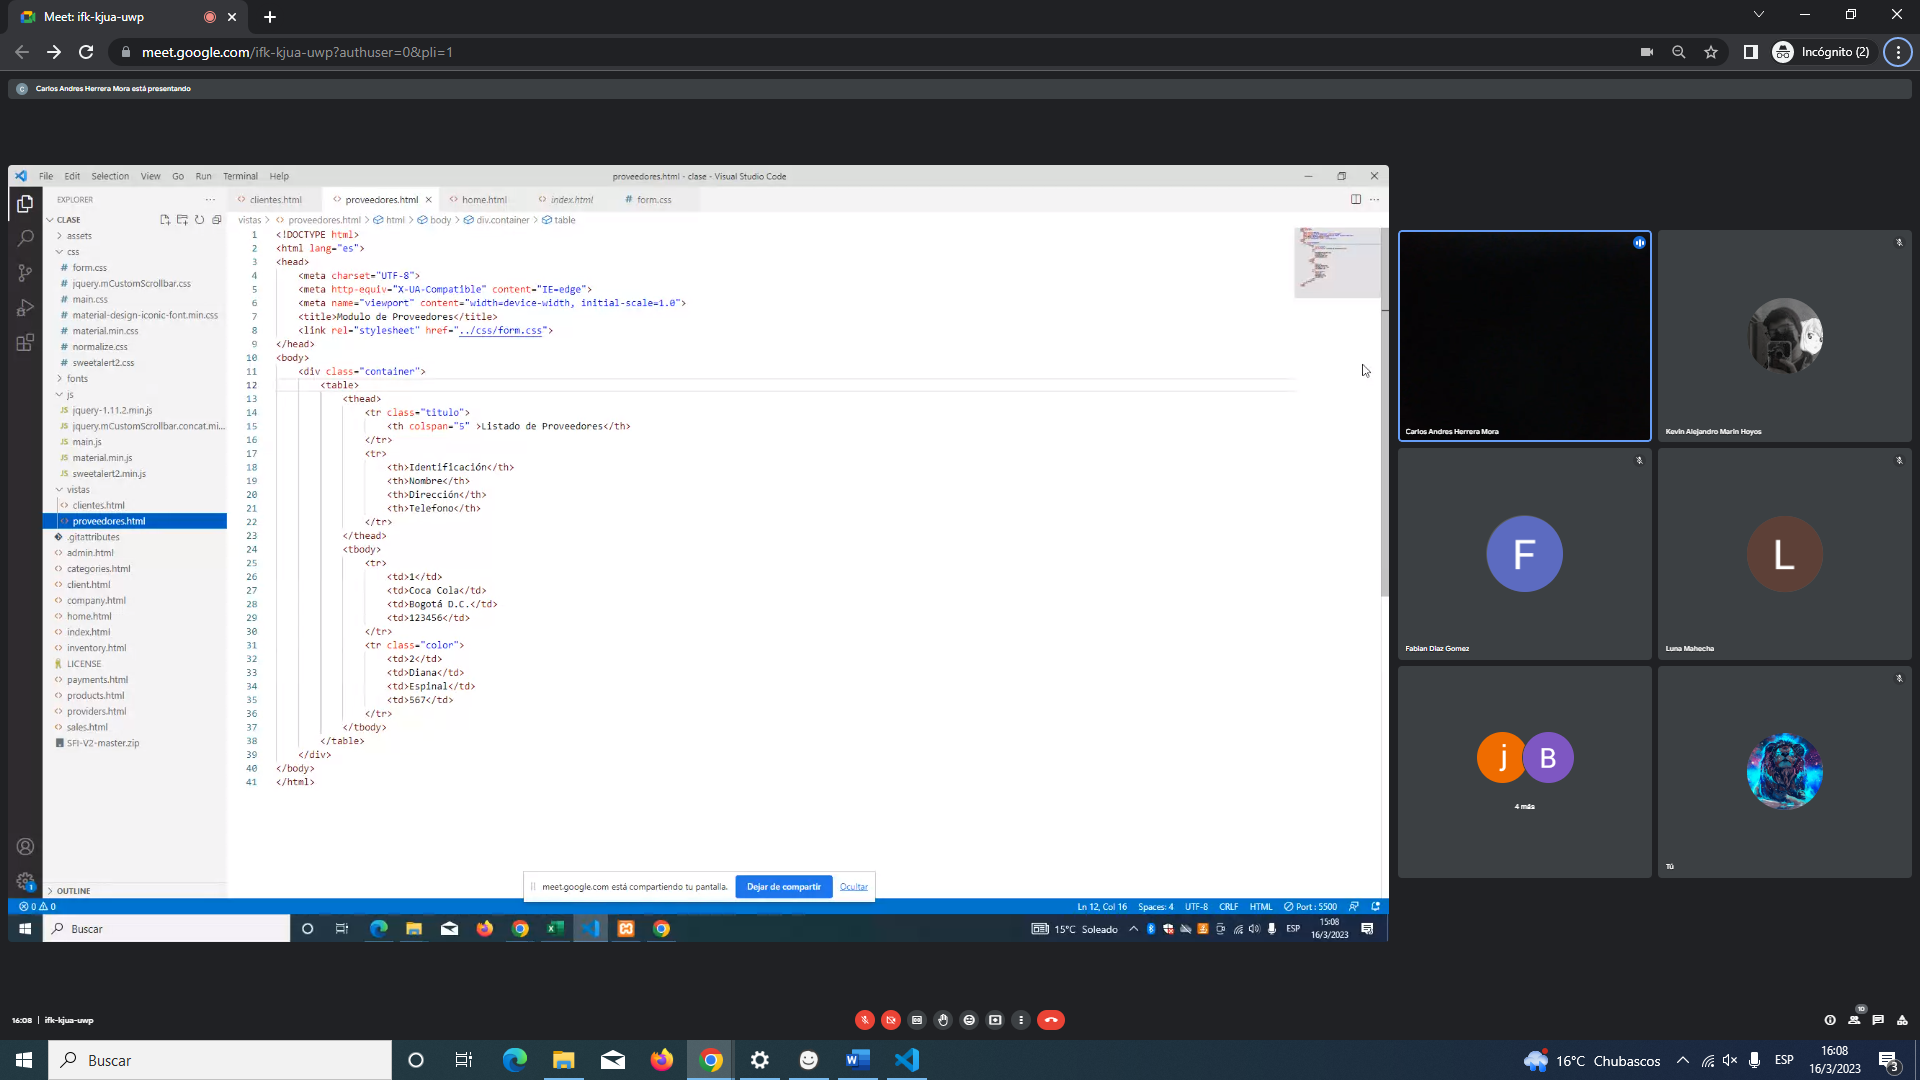 Meet: ifk-kjua-uwp
meet.google.com/ifk-kjua-uwp?authuser=0&pli=1
Incógnito (2)
C
Carlos Andres Herrera Mora está presentando
File Edit Selection View Go Run Terminal Help
proveedores.html - clase - Visual Studio Code
EXPLORER
clientes.html
proveedores.html
home.html
index.html
# form.css
CLASE
vistas > proveedores.html > html > body > div.container > table
assets
css
# form.css
# jquery.mCustomScrollbar.css
# main.css
# material-design-iconic-font.min.css
# material.min.css
# normalize.css
# sweetalert2.css
fonts
js
JS jquery-1.11.2.min.js
JS jquery.mCustomScrollbar.concat.mi...
JS main.js
JS material.min.js
JS sweetalert2.min.js
vistas
clientes.html
proveedores.html
.gitattributes
admin.html
categories.html
client.html
company.html
home.html
index.html
inventory.html
LICENSE
payments.html
products.html
providers.html
sales.html
SFI-V2-master.zip
OUTLINE
1 <!DOCTYPE html>
2 <html lang="es">
3 <head>
4 <meta charset="UTF-8">
5 <meta http-equiv="X-UA-Compatible" content="IE=edge">
6 <meta name="viewport" content="width=device-width, initial-scale=1.0">
7 <title>Modulo de Proveedores</title>
8 <link rel="stylesheet" href="../css/form.css">
9 </head>
10 <body>
11 <div class="container">
12 <table>
13 <thead>
14 <tr class="titulo">
15 <th colspan="5" >Listado de Proveedores</th>
16 </tr>
17 <tr>
18 <th>Identificación</th>
19 <th>Nombre</th>
20 <th>Dirección</th>
21 <th>Telefono</th>
22 </tr>
23 </thead>
24 <tbody>
25 <tr>
26 <td>1</td>
27 <td>Coca Cola</td>
28 <td>Bogotá D.C.</td>
29 <td>123456</td>
30 </tr>
31 <tr class="color">
32 <td>2</td>
33 <td>Diana</td>
34 <td>Espinal</td>
35 <td>567</td>
36 </tr>
37 </tbody>
38 </table>
39 </div>
40 </body>
41 </html>
meet.google.com está compartiendo tu pantalla.
Dejar de compartir
Ocultar
0 0
Ln 12, Col 16 Spaces: 4 UTF-8 CRLF HTML Port : 5500
Buscar
15°C Soleado
ESP
15:08
16/3/2023
Carlos Andres Herrera Mora
Kevin Alejandro Marin Hoyos
F
Fabian Diaz Gomez
L
Luna Mahecha
j B
4 más
Tú
16:08 | ifk-kjua-uwp
10
Buscar
16°C Chubascos
ESP
16:08
16/3/2023
3